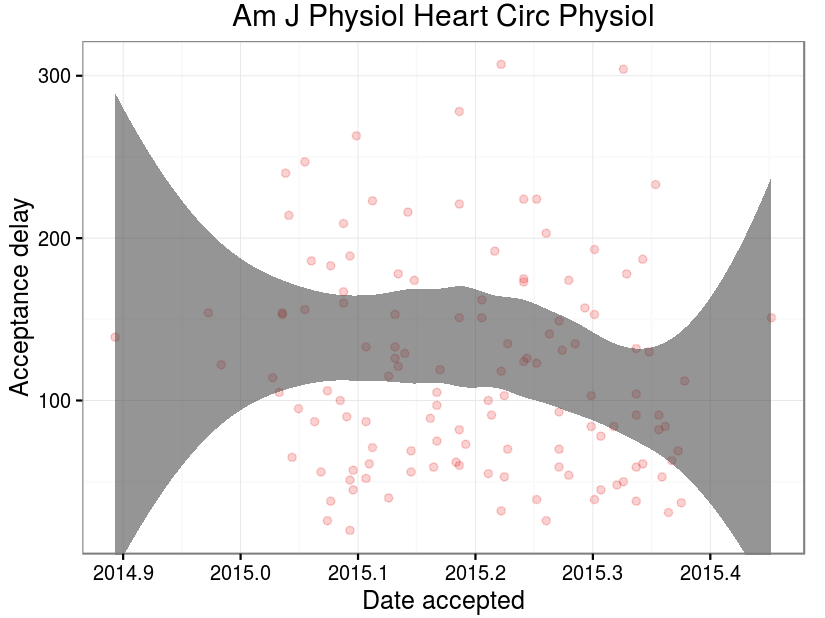 Am J Physiol Heart Circ Physiol
300
200
100
Acceptance delay
2014.9 2015.0 2015.1 2015.2 2015.3 2015.4
Date accepted